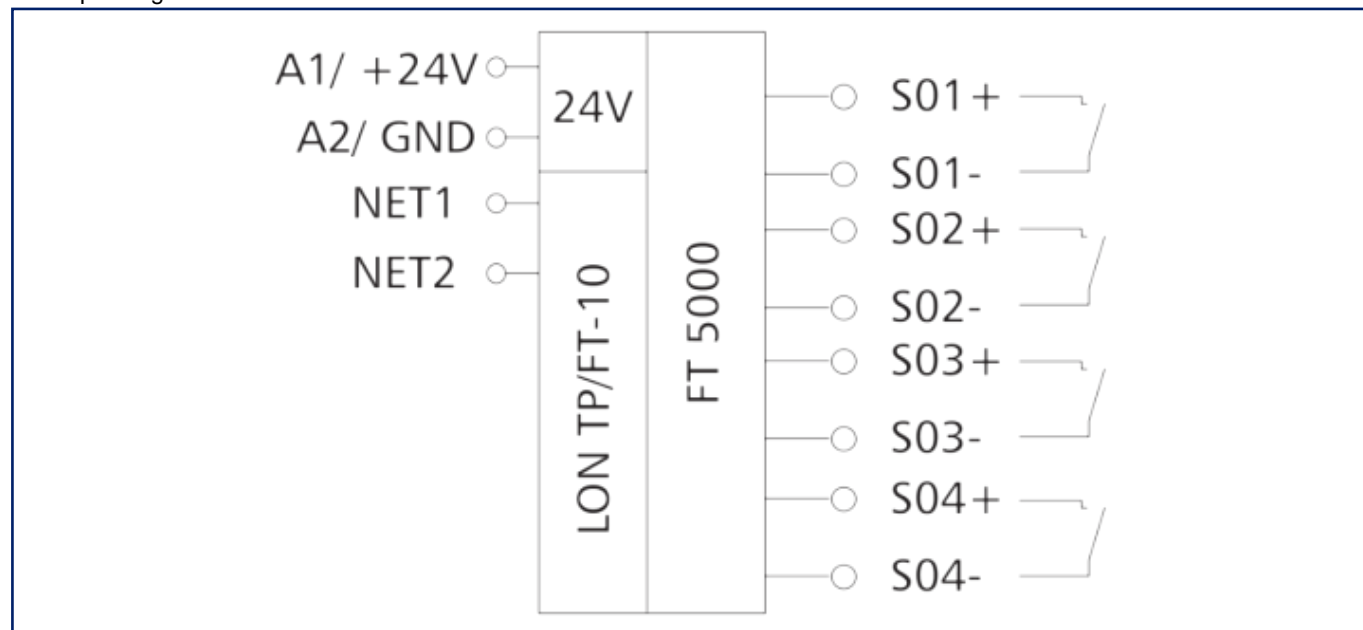 A1/ +24V
A2/ GND
NET1
NET2
24V
LON TP/FT-10
FT 5000
S01+
S01-
S02+
S02-
S03+
S03-
S04+
S04-